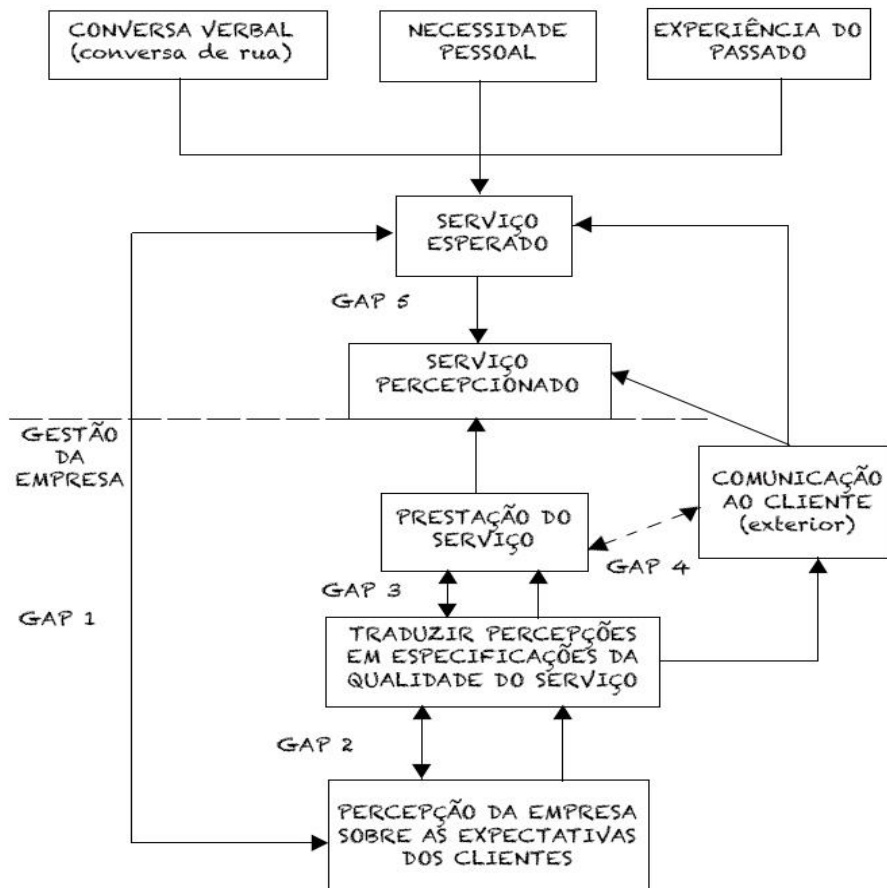 CONVERSA VERBAL
(conversa de rua)
NECESSIDADE
PESSOAL
EXPERIÊNCIA DO
PASSADO
SERVIÇO
ESPERADO
GAP 5
SERVIÇO
PERCEPCIONADO
GESTÃO
DA
EMPRESA
COMUNICAÇÃO
AO CLIENTE
(exterior)
PRESTAÇÃO DO
SERVIÇO
GAP 4
GAP 3
GAP 1
TRADUZIR PERCEPÇÕES
EM ESPECIFICAÇÕES DA
QUALIDADE DO SERVIÇO
GAP 2
PERCEPÇÃO DA EMPRESA
SOBRE AS EXPECTATIVAS
DOS CLIENTES